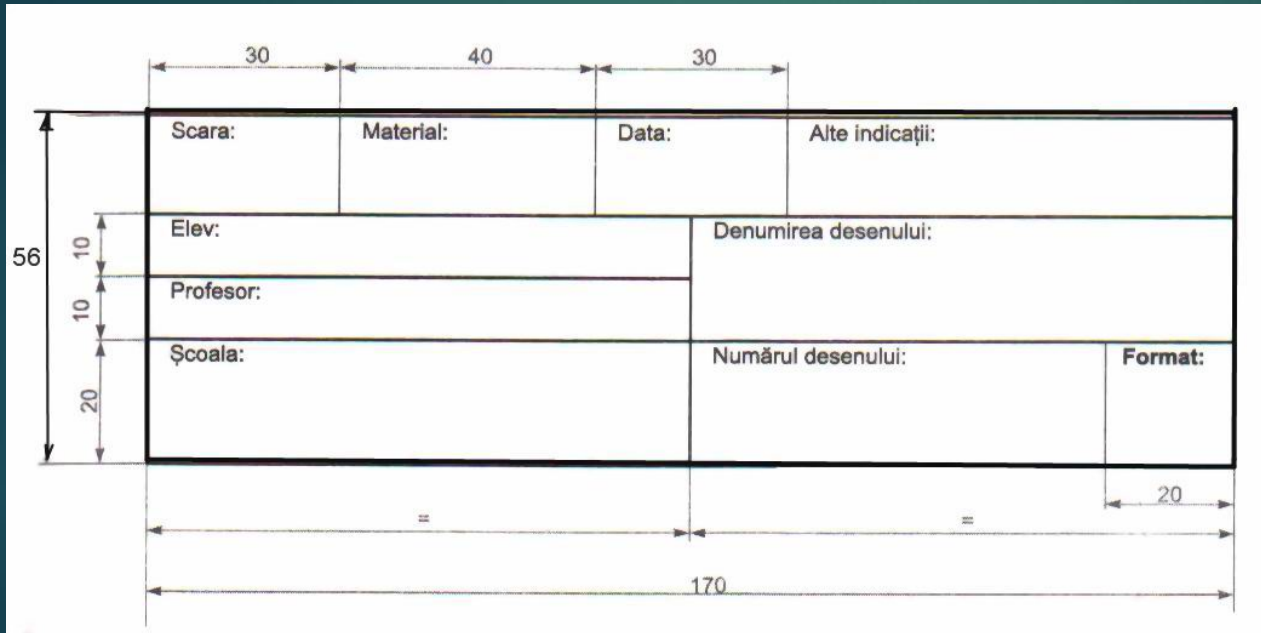 30 40 30
Scara: Material: Data: Alte indicații:
56
10
Elev: Denumirea desenului:
10
Profesor:
20
Școala: Numărul desenului: Format:
20
= =
170